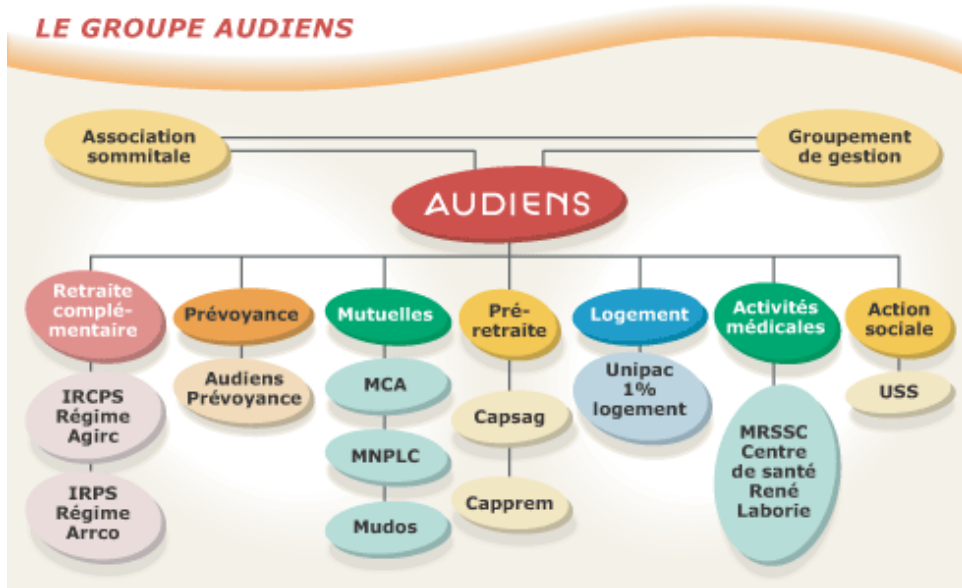 LE GROUPE AUDIENS
Association
sommitale
Groupement
de gestion
AUDIENS
Retraite
complé-
mentaire
Prévoyance
Mutuelles
Pré-
retraite
Logement
Activités
médicales
Action
sociale
IRCPS
Régime
Agirc
IRPS
Régime
Arrco
Audiens
Prévoyance
MCA
MNPLC
Mudos
Capsag
Capprem
Unipac
1%
logement
MRSSC
Centre
de santé
René
Laborie
USS